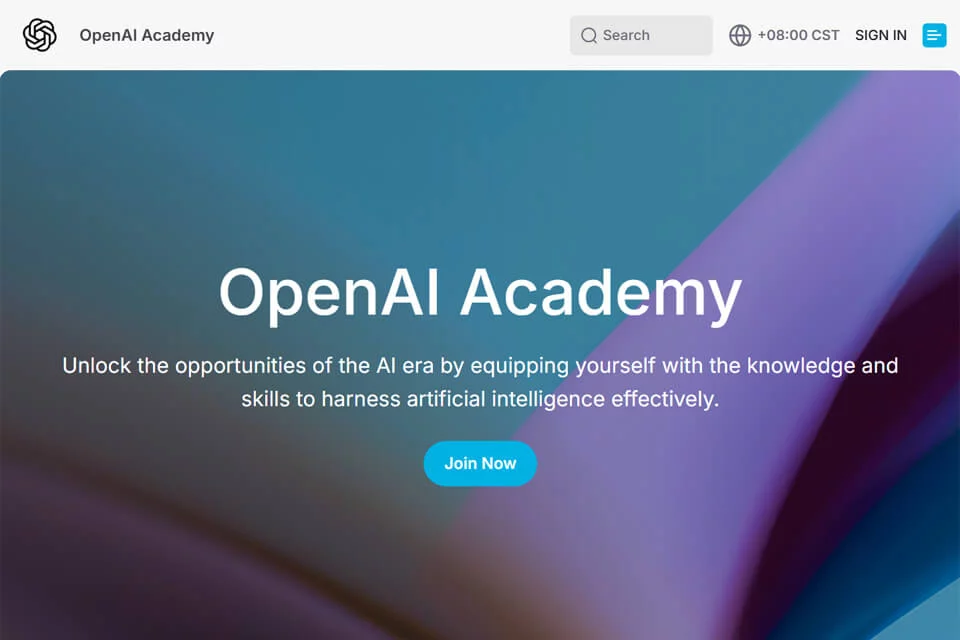 OpenAI Academy
Search
+08:00 CST
SIGN IN
OpenAI Academy
Unlock the opportunities of the AI era by equipping yourself with the knowledge and
skills to harness artificial intelligence effectively.
Join Now